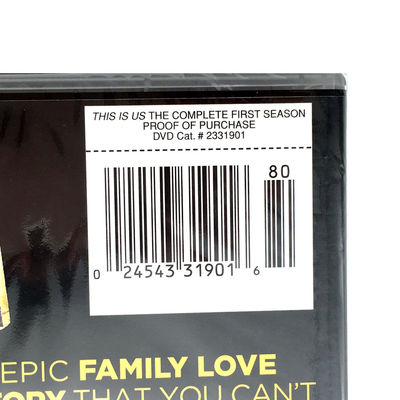 THIS IS US THE COMPLETE FIRST SEASON
PROOF OF PURCHASE
DVD Cat. # 2331901
80
0 24543 31901 6
EPIC FAMILY LOVE
STORY THAT YOU CAN'T